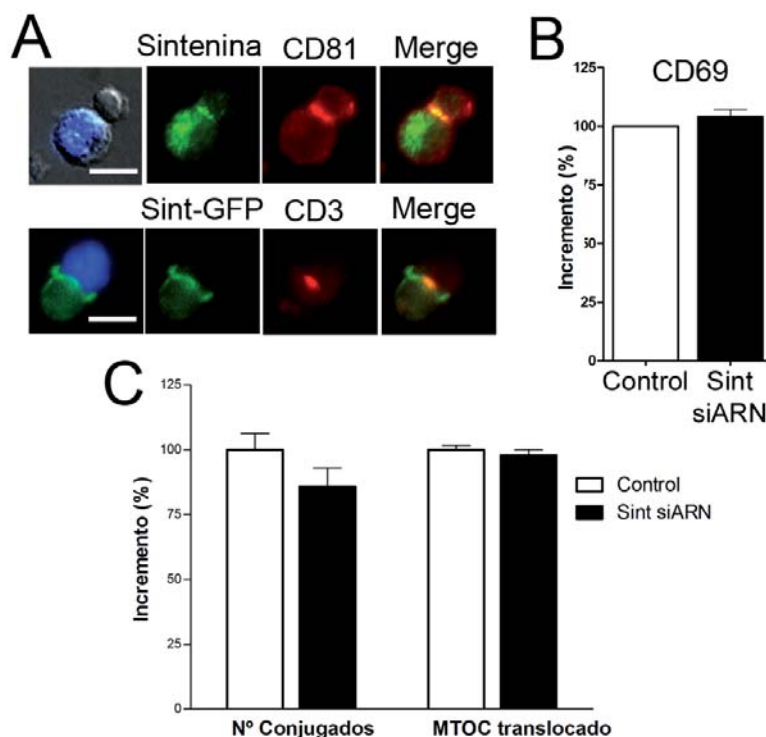 A
Sintenina CD81 Merge
Sint-GFP CD3 Merge
B
CD69
Incremento (%)
125
100
75
50
25
0
Control Sint siARN
C
Incremento (%)
125
100
75
50
25
0
Nº Conjugados MTOC translocado
Control
Sint siARN